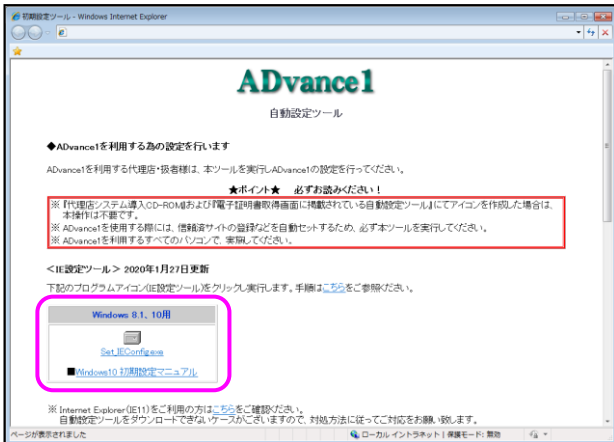 初期設定ツール - Windows Internet Explorer
ADvance1
自動設定ツール
◆ADvance1を利用する為の設定を行います
ADvance1を利用する代理店・扱者様は、本ツールを実行しADvance1の設定を行ってください。
★ポイント★ 必ずお読みください！
※『代理店システム導入CD-ROM』および『電子証明書取得画面に掲載されている自動設定ツール』にてアイコンを作成した場合は、
本操作は不要です。
※ ADvance1を使用する際には、信頼済サイトの登録などを自動セットするため、必ず本ツールを実行してください。
※ ADvance1を利用するすべてのパソコンで、実施してください。
＜IE設定ツール＞ 2020年1月27日更新
下記のプログラムアイコン(IE設定ツール)をクリックし実行します。手順はこちらをご参照ください。
Windows 8.1、10用
Set_IEConfig.exe
■Windows10 初期設定マニュアル
※ Internet Explorer(IE11)をご利用の方はこちらをご確認ください。
自動設定ツールをダウンロードできないケースがございますので、対処方法に従ってご対応をお願い致します。
ページが表示されました
ローカル イントラネット | 保護モード: 無効